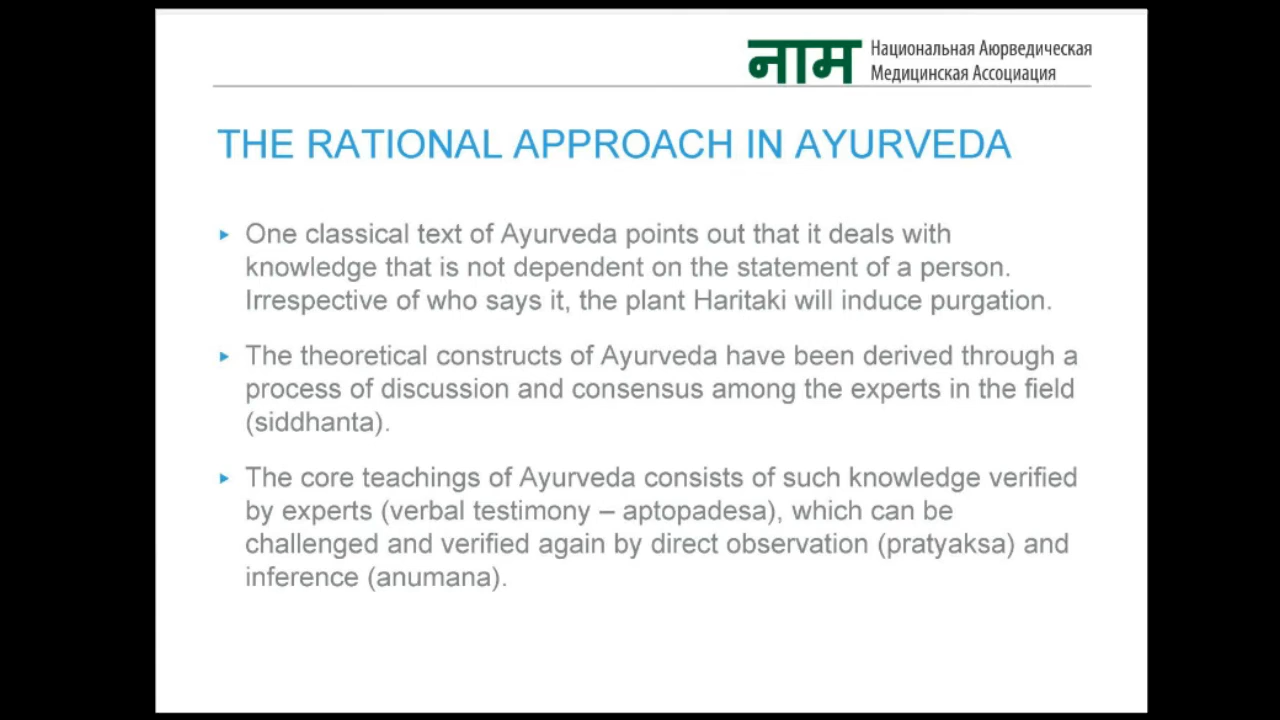 नाम
Национальная Аюрведическая
Медицинская Ассоциация
THE RATIONAL APPROACH IN AYURVEDA
One classical text of Ayurveda points out that it deals with
knowledge that is not dependent on the statement of a person.
Irrespective of who says it, the plant Haritaki will induce purgation.
The theoretical constructs of Ayurveda have been derived through a
process of discussion and consensus among the experts in the field
(siddhanta).
The core teachings of Ayurveda consists of such knowledge verified
by experts (verbal testimony – aptopadesa), which can be
challenged and verified again by direct observation (pratyaksa) and
inference (anumana).